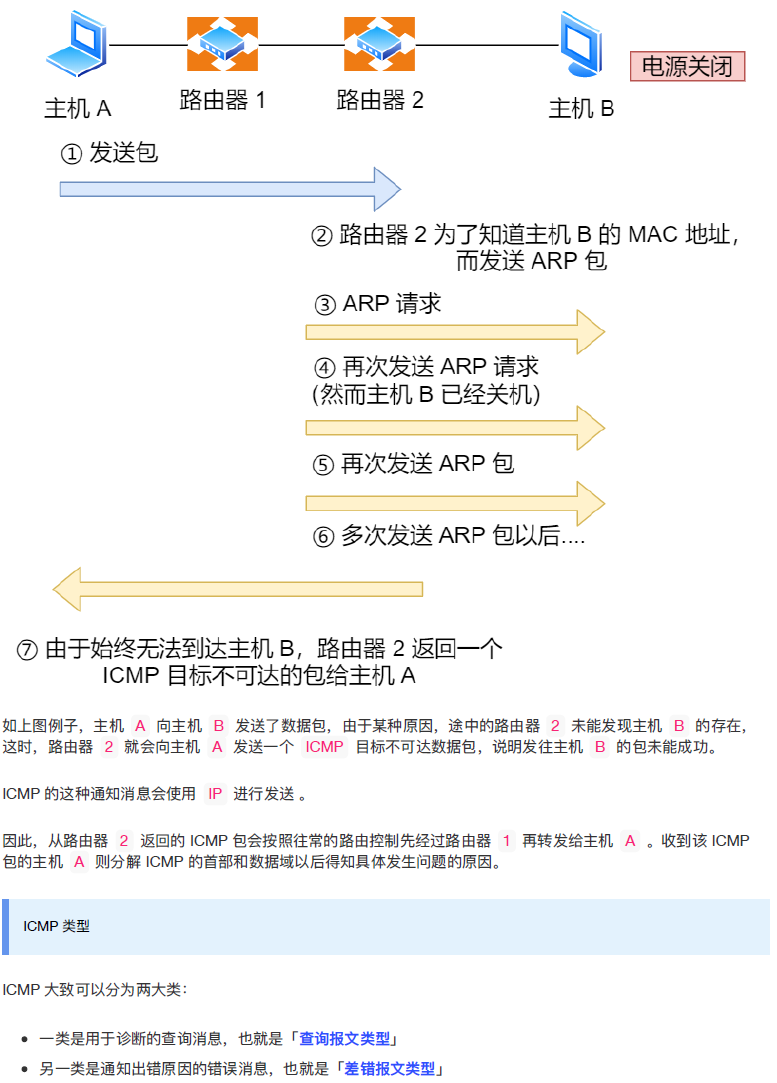 主机 A
路由器 1
路由器 2
主机 B
电源关闭
① 发送包
② 路由器 2 为了知道主机 B 的 MAC 地址，
而发送 ARP 包
③ ARP 请求
④ 再次发送 ARP 请求
(然而主机 B 已经关机)
⑤ 再次发送 ARP 包
⑥ 多次发送 ARP 包以后....
⑦ 由于始终无法到达主机 B，路由器 2 返回一个
ICMP 目标不可达的包给主机 A
如上图例子，主机 A 向主机 B 发送了数据包，由于某种原因，途中的路由器 2 未能发现主机 B 的存在，
这时，路由器 2 就会向主机 A 发送一个 ICMP 目标不可达数据包，说明发往主机 B 的包未能成功。
ICMP 的这种通知消息会使用 IP 进行发送 。
因此，从路由器 2 返回的 ICMP 包会按照往常的路由控制先经过路由器 1 再转发给主机 A 。收到该 ICMP
包的主机 A 则分解 ICMP 的首部和数据域以后得知具体发生问题的原因。
ICMP 类型
ICMP 大致可以分为两大类：
• 一类是用于诊断的查询消息，也就是「查询报文类型」
• 另一类是通知出错原因的错误消息，也就是「差错报文类型」